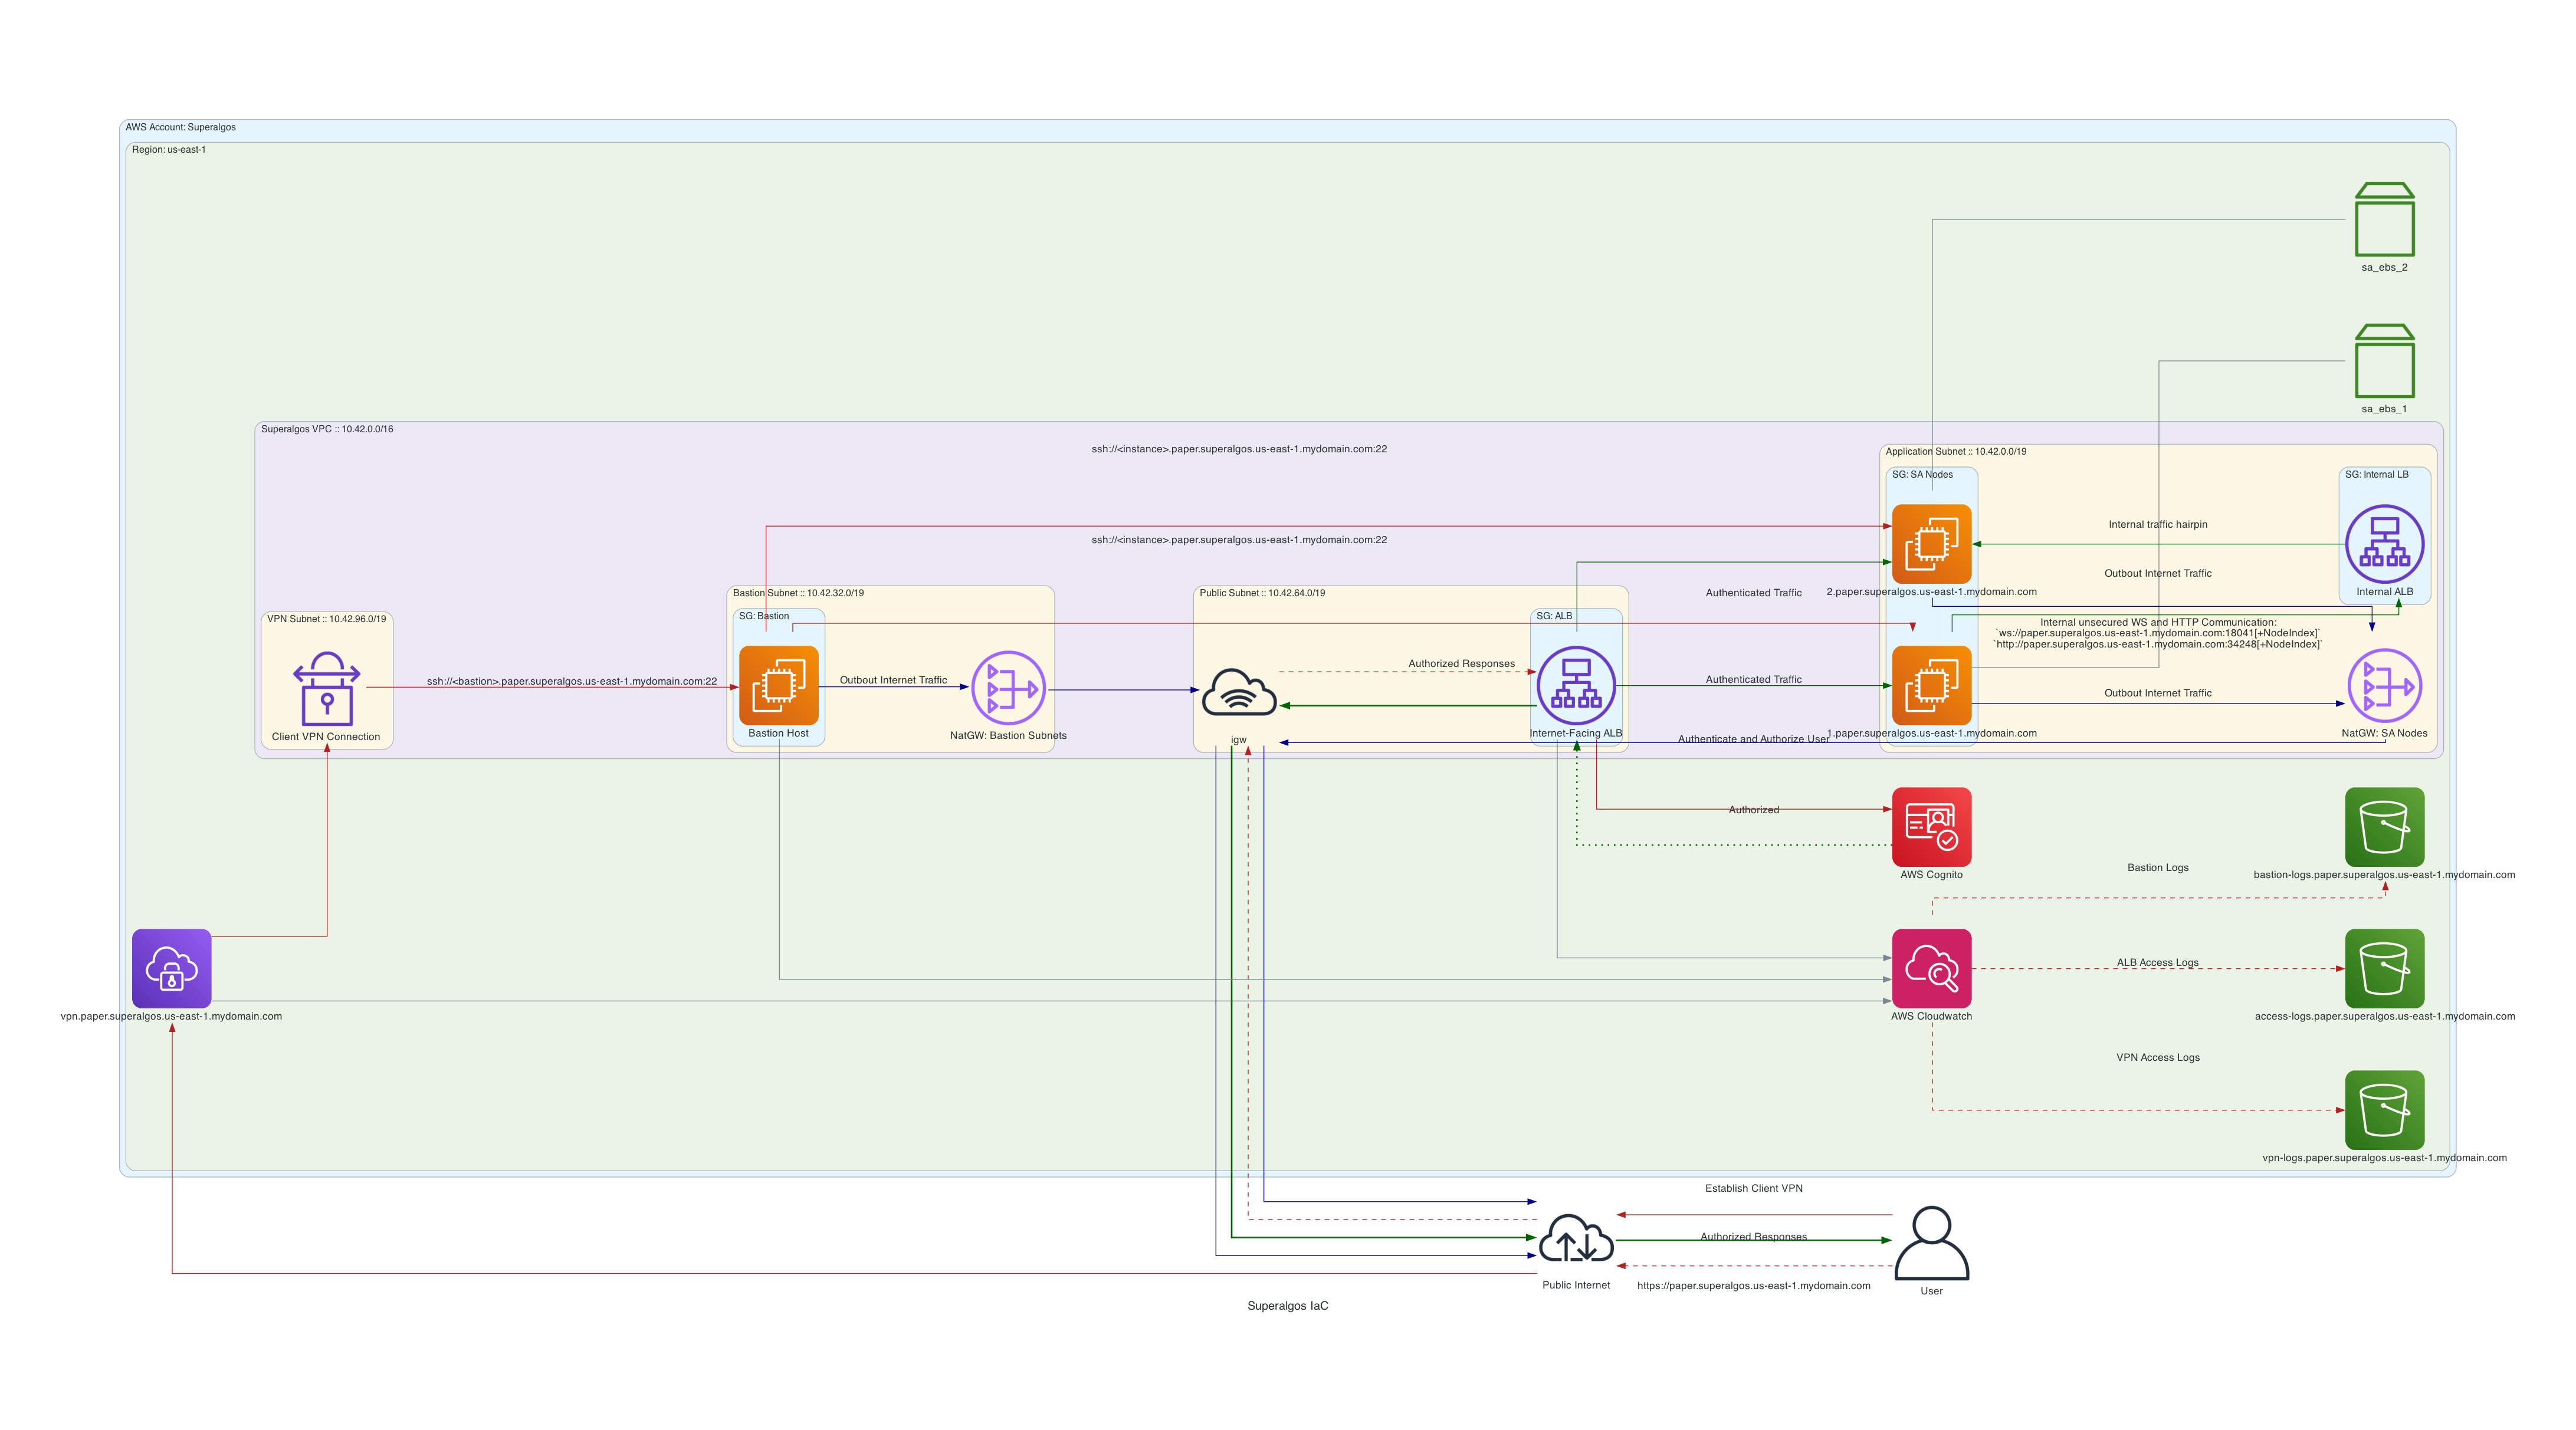 AWS Account: Superalgos
Region: us-east-1
sa_ebs_2
sa_ebs_1
Superalgos VPC :: 10.42.0.0/16
ssh://<instance>.paper.superalgos.us-east-1.mydomain.com:22
Application Subnet :: 10.42.0.0/19
SG: SA Nodes
SG: Internal LB
Internal traffic hairpin
ssh://<instance>.paper.superalgos.us-east-1.mydomain.com:22
Outbout Internet Traffic
2.paper.superalgos.us-east-1.mydomain.com
Internal ALB
Authenticated Traffic
Bastion Subnet :: 10.42.32.0/19
SG: Bastion
Public Subnet :: 10.42.64.0/19
SG: ALB
VPN Subnet :: 10.42.96.0/19
Internal unsecured WS and HTTP Communication:
`ws://paper.superalgos.us-east-1.mydomain.com:18041[+NodeIndex]`
`http://paper.superalgos.us-east-1.mydomain.com:34248[+NodeIndex]`
Authorized Responses
ssh://<bastion>.paper.superalgos.us-east-1.mydomain.com:22
Outbout Internet Traffic
Authenticated Traffic
Outbout Internet Traffic
Client VPN Connection
Bastion Host
NatGW: Bastion Subnets
igw
Internet-Facing ALB
Authenticate and Authorize User
1.paper.superalgos.us-east-1.mydomain.com
NatGW: SA Nodes
Authorized
AWS Cognito
Bastion Logs
bastion-logs.paper.superalgos.us-east-1.mydomain.com
ALB Access Logs
vpn.paper.superalgos.us-east-1.mydomain.com
AWS Cloudwatch
access-logs.paper.superalgos.us-east-1.mydomain.com
VPN Access Logs
vpn-logs.paper.superalgos.us-east-1.mydomain.com
Establish Client VPN
Authorized Responses
Public Internet
https://paper.superalgos.us-east-1.mydomain.com
User
Superalgos IaC